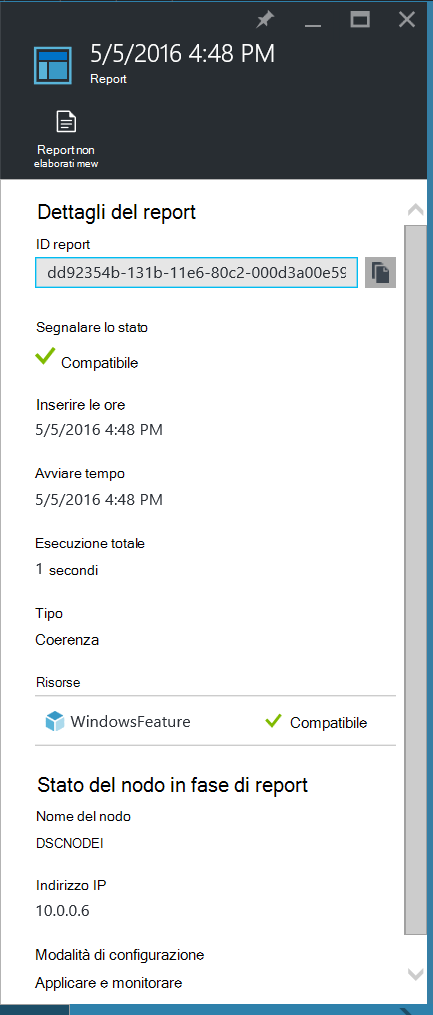 5/5/2016 4:48 PM
Report
Report non
elaborati mew
Dettagli del report
ID report
dd92354b-131b-11e6-80c2-000d3a00e59
Segnalare lo stato
Compatibile
Inserire le ore
5/5/2016 4:48 PM
Avviare tempo
5/5/2016 4:48 PM
Esecuzione totale
1 secondi
Tipo
Coerenza
Risorse
WindowsFeature Compatibile
Stato del nodo in fase di report
Nome del nodo
DSCNODEI
Indirizzo IP
10.0.0.6
Modalità di configurazione
Applicare e monitorare